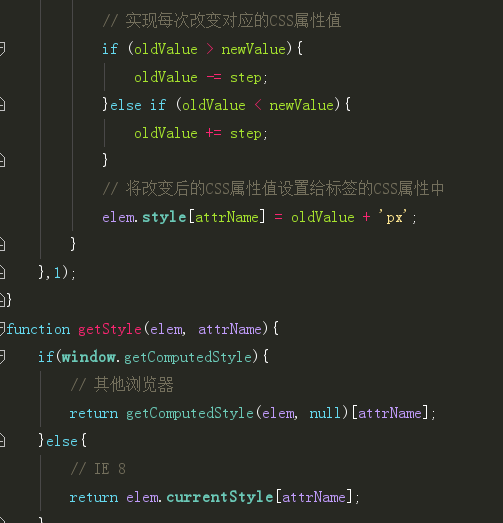 // 实现每次改变对应的CSS属性值
if (oldValue > newValue){
oldValue -= step;
}else if (oldValue < newValue){
oldValue += step;
}
// 将改变后的CSS属性值设置给标签的CSS属性中
elem.style[attrName] = oldValue + 'px';
}
},1);
}
function getStyle(elem, attrName){
if(window.getComputedStyle){
// 其他浏览器
return getComputedStyle(elem, null)[attrName];
}else{
// IE 8
return elem.currentStyle[attrName];
}